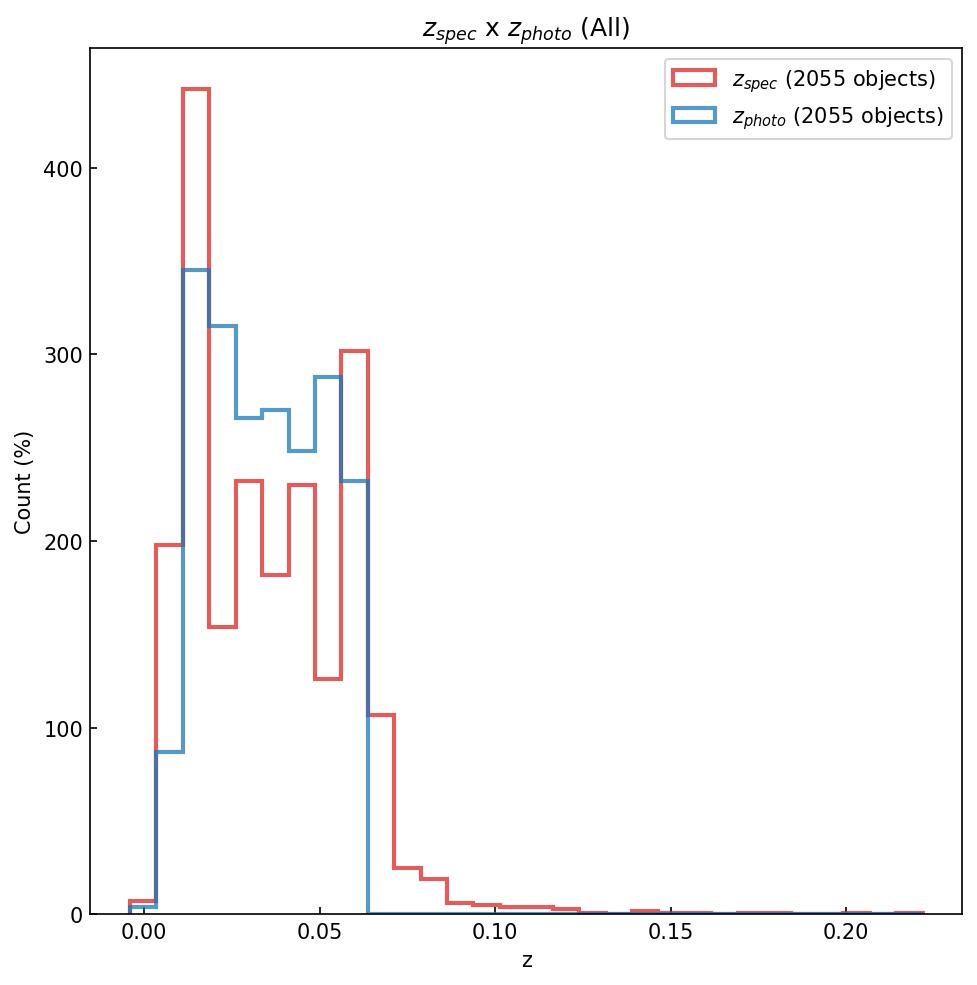 z_spec x z_photo (All)
z_spec (2055 objects)
z_photo (2055 objects)
400
300
200
100
0
Count (%)
0.00 0.05 0.10 0.15 0.20
z